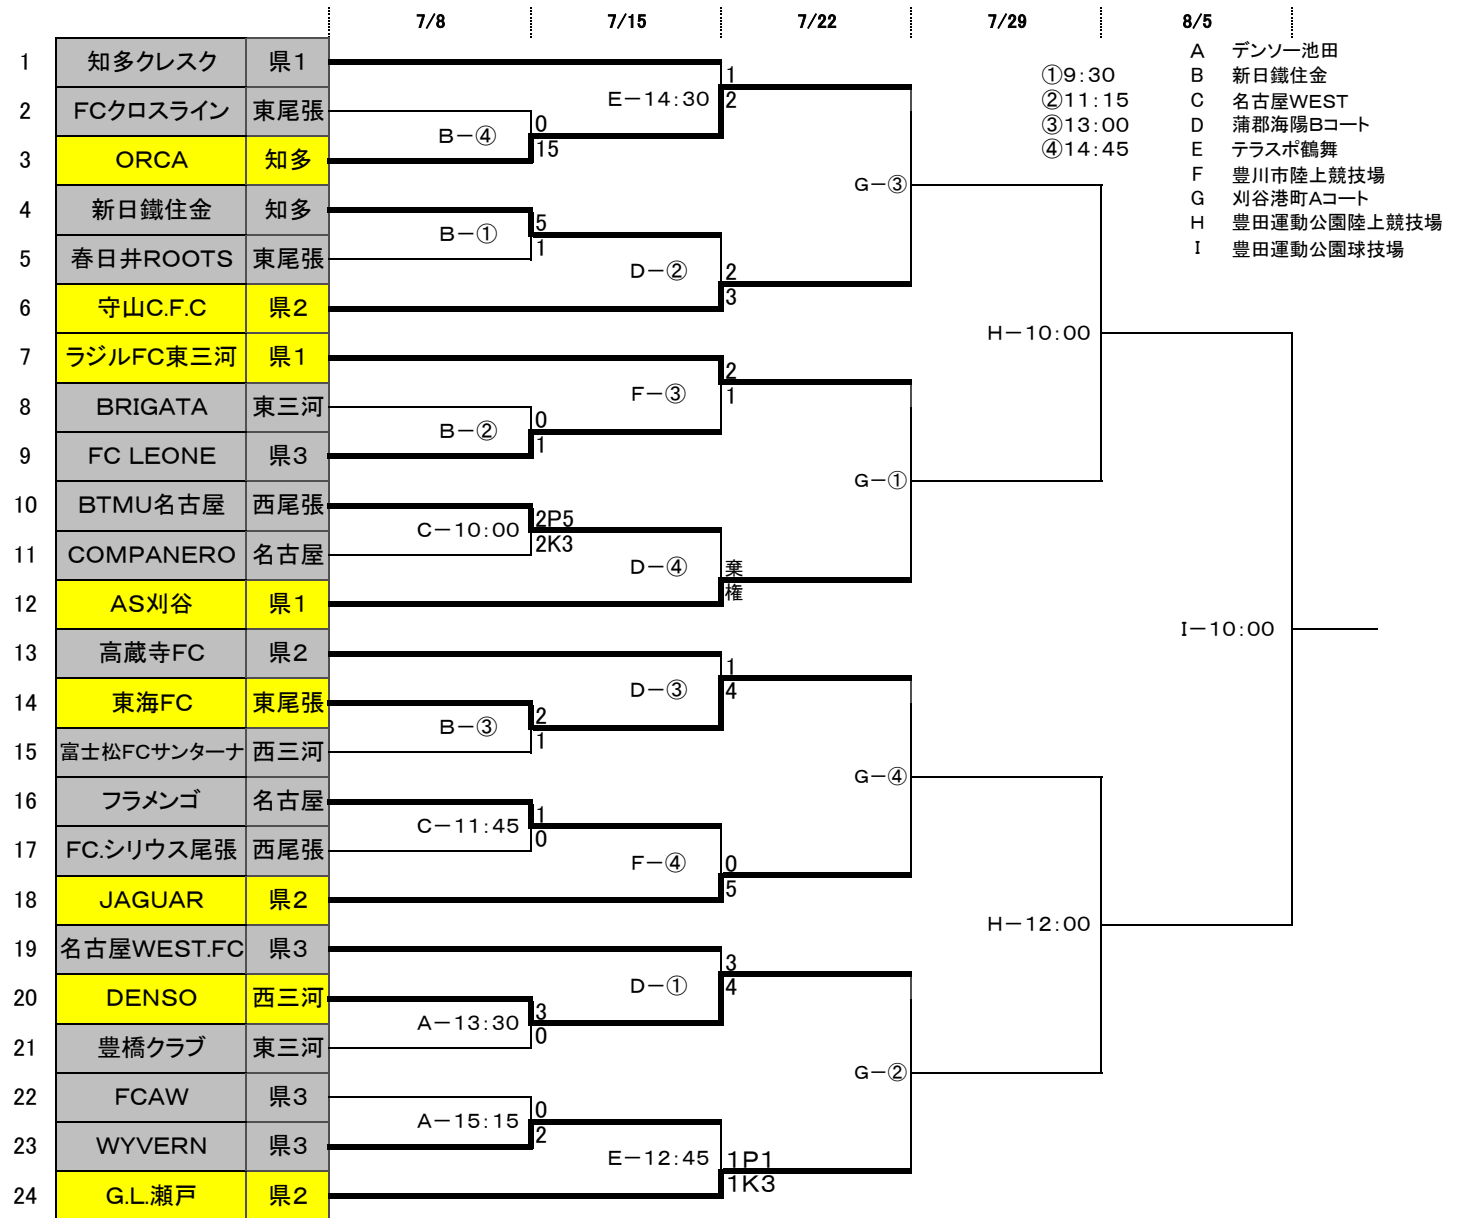 7/8 7/15 7/22 7/29 8/5
A デンソー池田
1 知多クレスク 県1
①9:30 B 新日鐵住金
1
E－14:30 2
②11:15 C 名古屋WEST
2 FCクロスライン 東尾張
0
③13:00 D 蒲郡海陽Bコート
B－④
15
④14:45 E テラスポ鶴舞
3 ORCA 知多
F 豊川市陸上競技場
G－③
G 刈谷港町Aコート
4 新日鐵住金 知多
5
H 豊田運動公園陸上競技場
B－①
1
I 豊田運動公園球技場
5 春日井ROOTS 東尾張
D－② 2
3
6 守山C.F.C 県2
H－10:00
7 ラジルFC東三河 県1
2
F－③ 1
8 BRIGATA 東三河
0
B－②
1
9 FC LEONE 県3
G－①
10 BTMU名古屋 西尾張
2P5
C－10:00
2K3
11 COMPANERO 名古屋
D－④ 棄
権
12 AS刈谷 県1
I－10:00
13 高蔵寺FC 県2
1
D－③ 4
14 東海FC 東尾張
2
B－③
1
15 富士松FCサンターナ 西三河
G－④
16 フラメンゴ 名古屋
1
C－11:45
0
17 FC.シリウス尾張 西尾張
F－④ 0
5
18 JAGUAR 県2
H－12:00
19 名古屋WEST.FC 県3
3
D－① 4
20 DENSO 西三河
3
A－13:30
0
21 豊橋クラブ 東三河
G－②
22 FCAW 県3
0
A－15:15
2
23 WYVERN 県3
E－12:45 1P1
1K3
24 G.L.瀬戸 県2